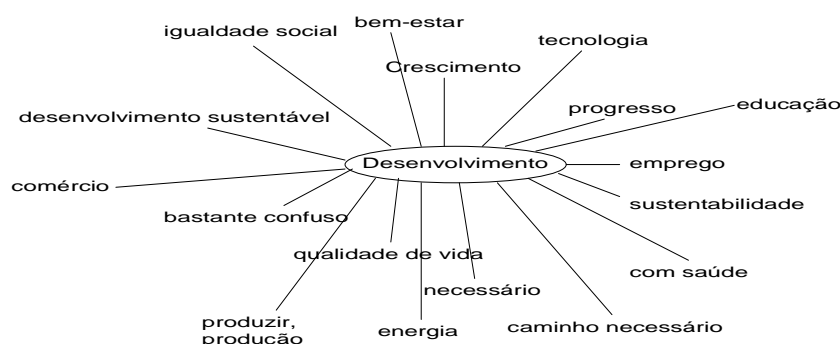 bem-estar
igualdade social
tecnologia
Crescimento
progresso
educação
desenvolvimento sustentável
Desenvolvimento
emprego
comércio
sustentabilidade
bastante confuso
qualidade de vida
com saúde
necessário
produzir,
produção
energia
caminho necessário